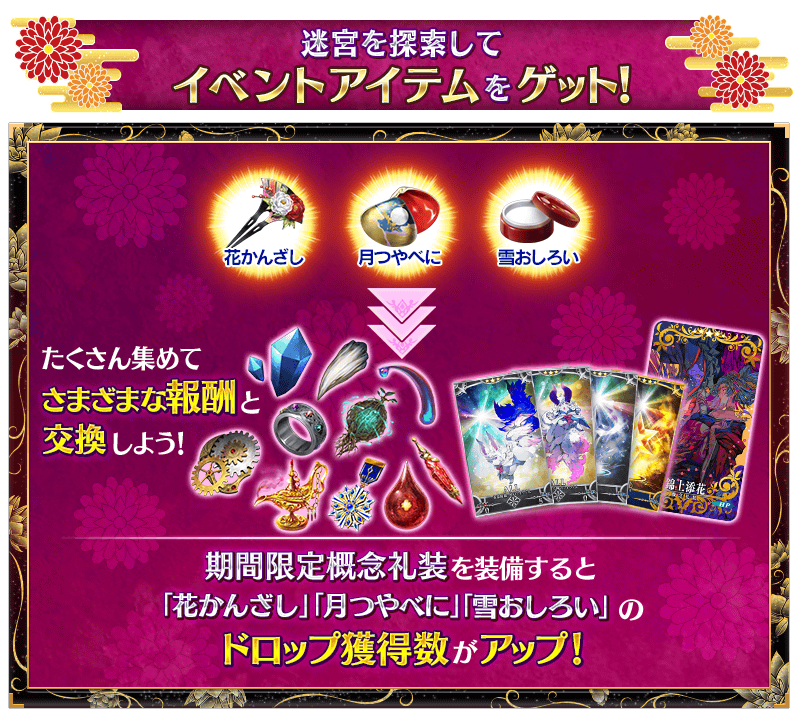 迷宮を探索して
イベントアイテムをゲット!
花かんざし
月つやべに
雪おしろい
たくさん集めて
さまざまな報酬と
交換しよう!
錦上添花
HP
期間限定概念礼装を装備すると
「花かんざし」「月つやべに」「雪おしろい」の
ドロップ獲得数がアップ!